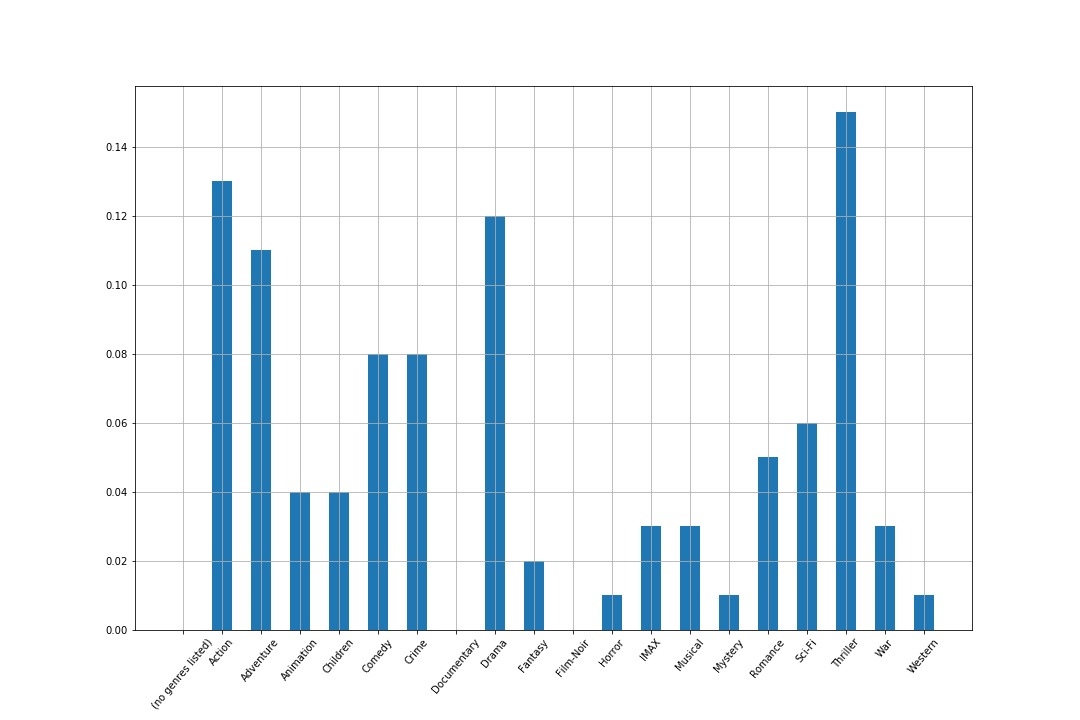 0.14
0.12
0.10
0.08
0.06
0.04
0.02
0.00
(no genres listed)
Action
Adventure
Animation
Children
Comedy
Crime
Documentary
Drama
Fantasy
Film-Noir
Horror
IMAX
Musical
Mystery
Romance
Sci-Fi
Thriller
War
Western